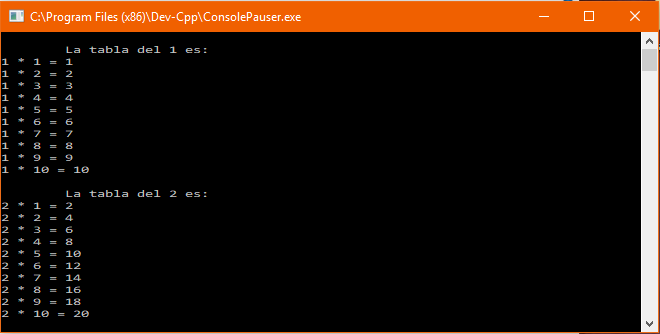 C:\Program Files (x86)\Dev-Cpp\ConsolePauser.exe
La tabla del 1 es:
1 * 1 = 1
1 * 2 = 2
1 * 3 = 3
1 * 4 = 4
1 * 5 = 5
1 * 6 = 6
1 * 7 = 7
1 * 8 = 8
1 * 9 = 9
1 * 10 = 10
La tabla del 2 es:
2 * 1 = 2
2 * 2 = 4
2 * 3 = 6
2 * 4 = 8
2 * 5 = 10
2 * 6 = 12
2 * 7 = 14
2 * 8 = 16
2 * 9 = 18
2 * 10 = 20